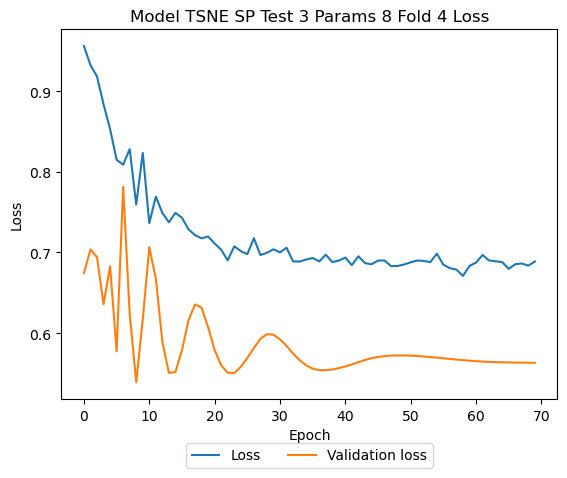 Model TSNE SP Test 3 Params 8 Fold 4 Loss
Loss
0.9
0.8
0.7
0.6
0 10 20 30 40 50 60 70
Epoch
Loss Validation loss